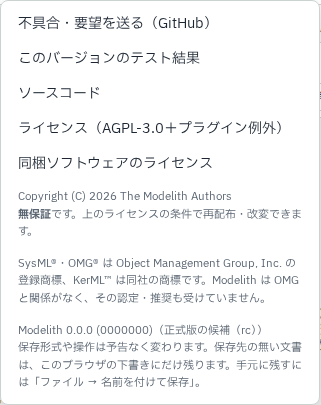 不具合・要望を送る（GitHub）
このバージョンのテスト結果
ソースコード
ライセンス（AGPL-3.0＋プラグイン例外）
同梱ソフトウェアのライセンス
Copyright (C) 2026 The Modelith Authors
無保証です。上のライセンスの条件で再配布・改変できま
す。
SysML®・OMG® は Object Management Group, Inc. の
登録商標、KerML™ は同社の商標です。Modelith は OMG
と関係がなく、その認定・推奨も受けていません。
Modelith 0.0.0 (0000000)（正式版の候補（rc））
保存形式や操作は予告なく変わります。保存先の無い文書
は、このブラウザの下書きにだけ残ります。手元に残すに
は「ファイル → 名前を付けて保存」。